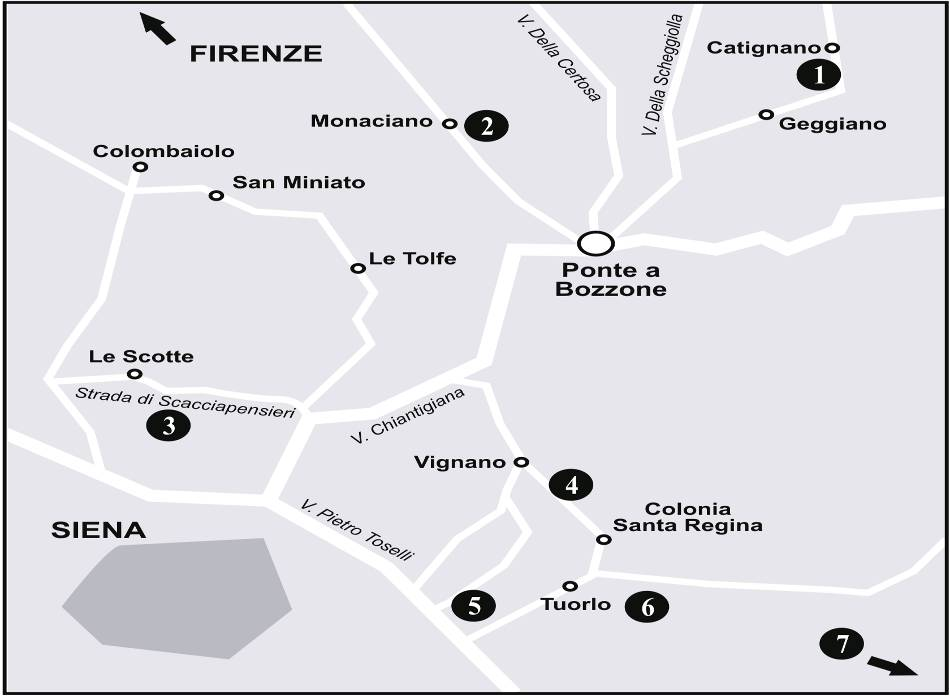 FIRENZE
V. Della Certosa
V. Della Scheggiolla
Catignano
1
Geggiano
Monaciano
2
Colombaiolo
San Miniato
Le Tolfe
Ponte a
Bozzone
Le Scotte
Strada di Scacciapensieri
3
V. Chiantigiana
Vignano
4
Colonia
Santa Regina
SIENA
V. Pietro Toselli
5
Tuorlo
6
7